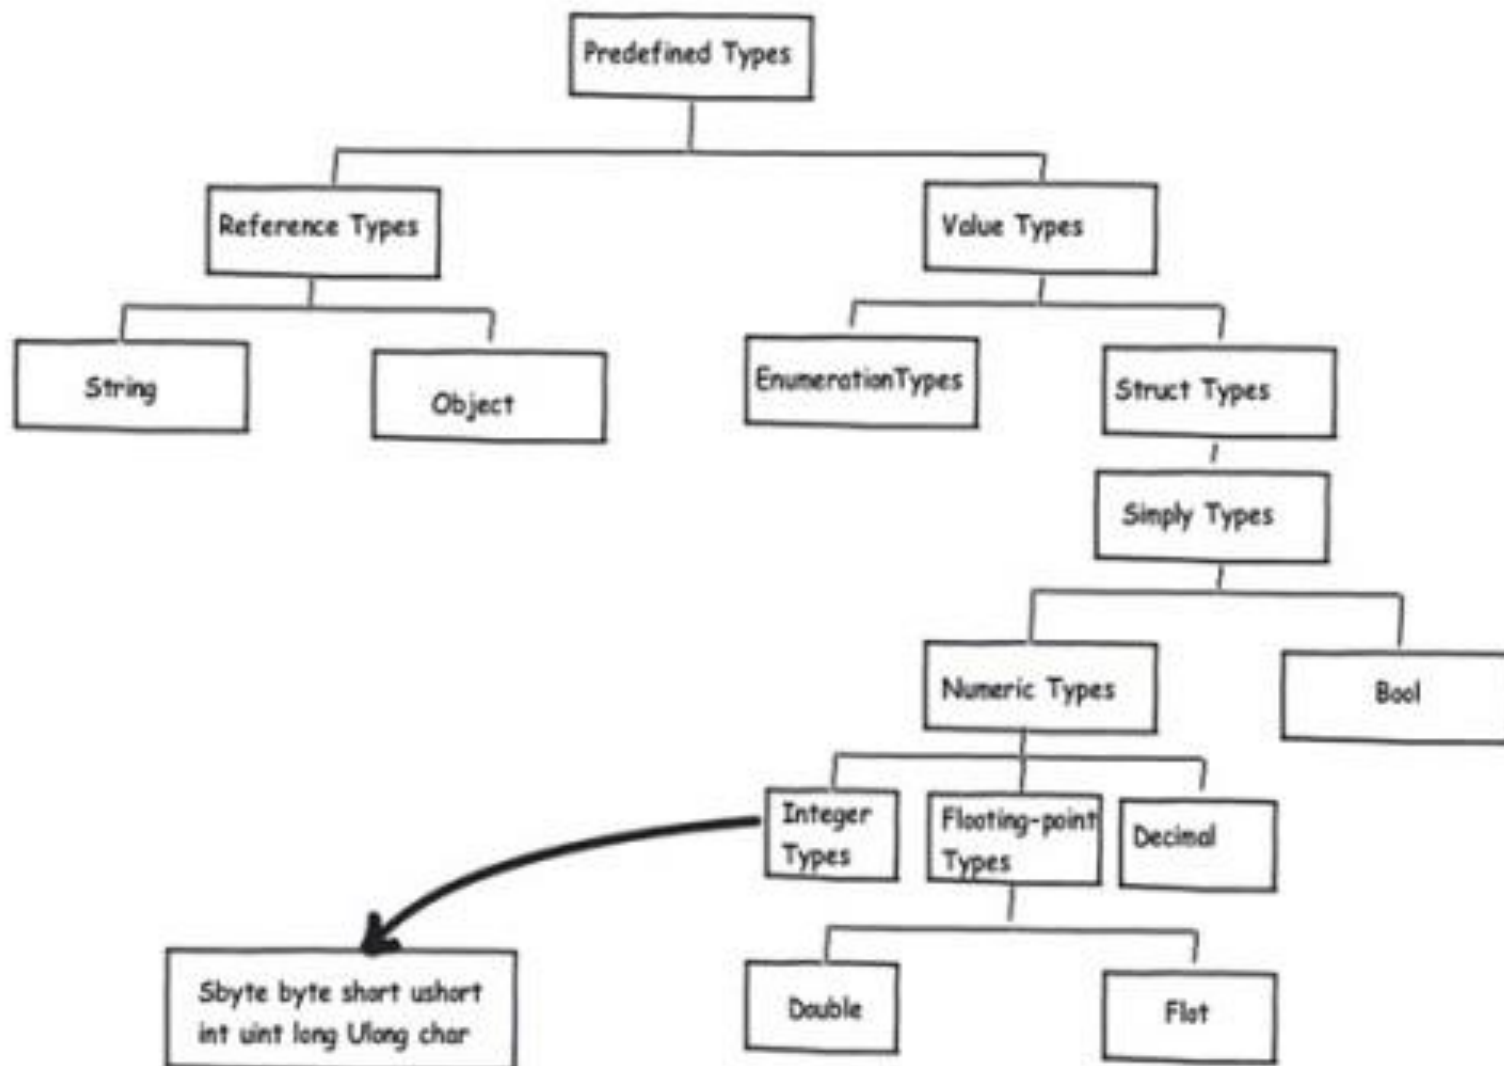 Predefined Types
Reference Types
Value Types
String
Object
EnumerationTypes
Struct Types
Simply Types
Numeric Types
Bool
Integer
Types
Flooting-point
Types
Decimal
Sbyte byte short ushort
int uint long Ulong char
Double
Flot